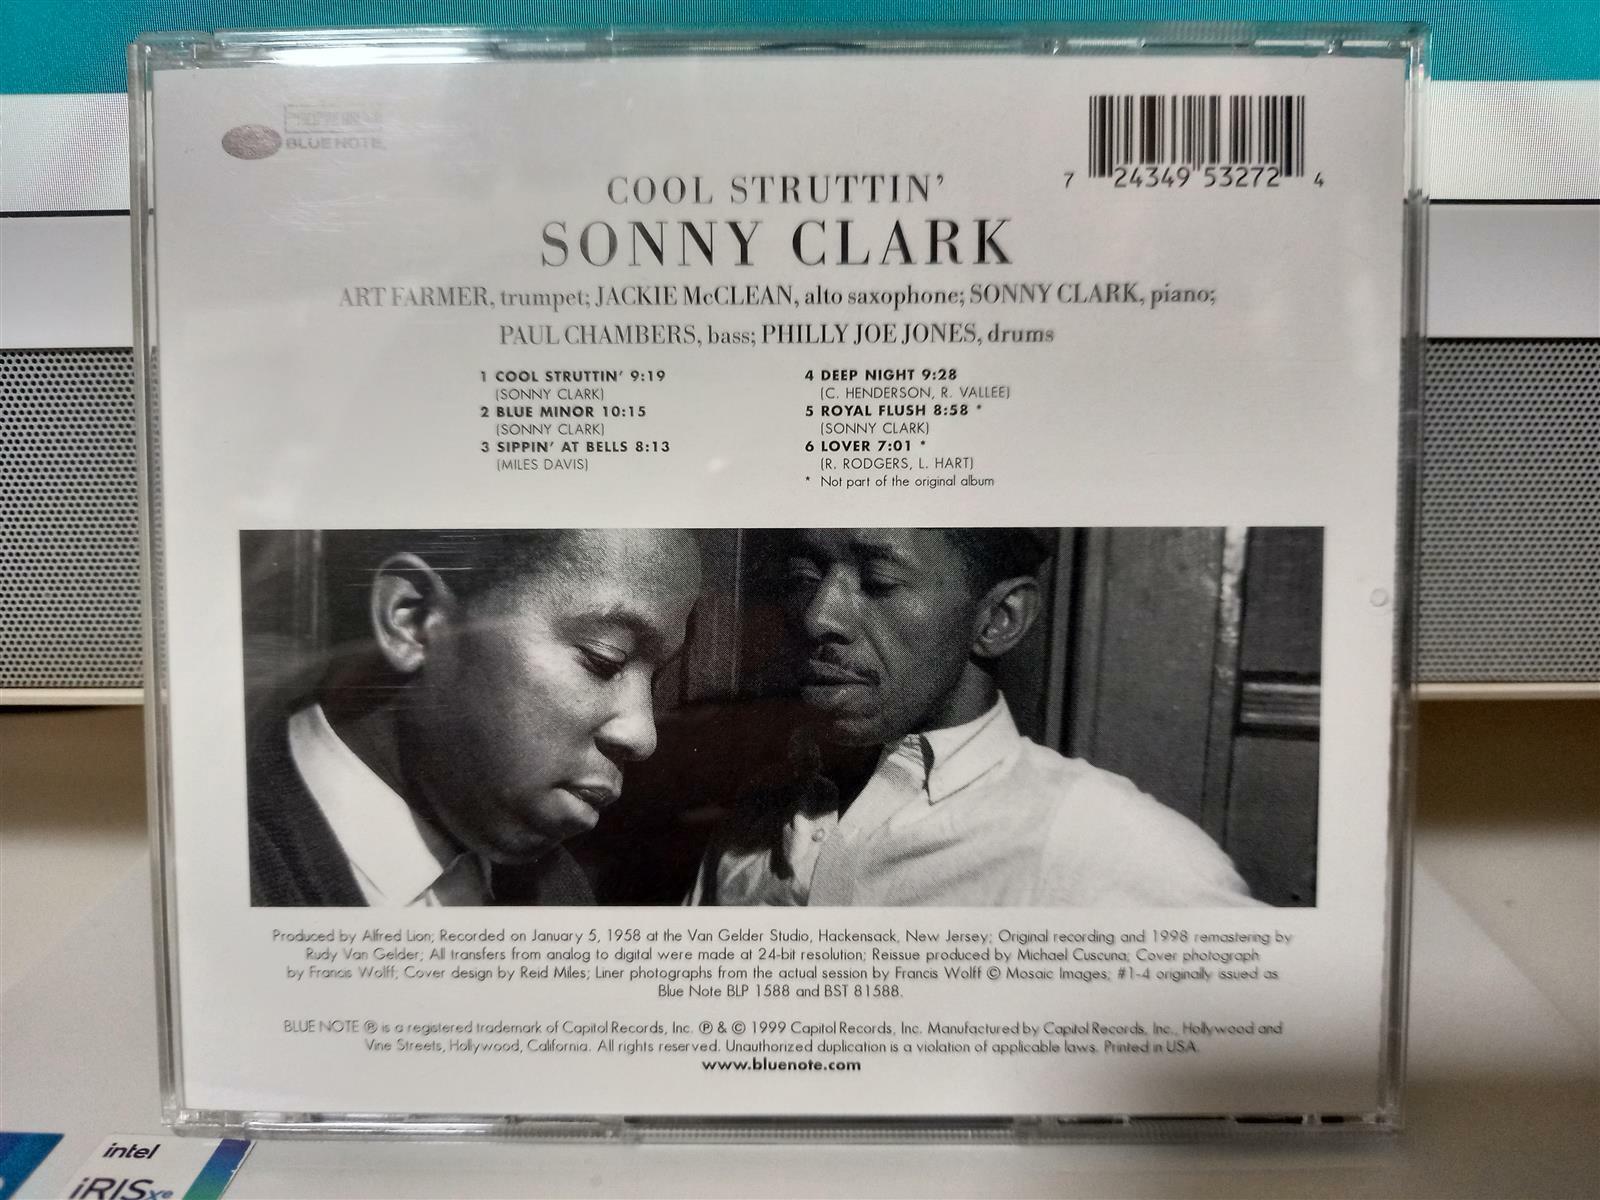 BLUE NOTE
7 24349 53272 4
COOL STRUTTIN'
SONNY CLARK
ART FARMER, trumpet; JACKIE McCLEAN, alto saxophone; SONNY CLARK, piano;
PAUL CHAMBERS, bass; PHILLY JOE JONES, drums
1 COOL STRUTTIN' 9:19
(SONNY CLARK)
2 BLUE MINOR 10:15
(SONNY CLARK)
3 SIPPIN' AT BELLS 8:13
(MILES DAVIS)
4 DEEP NIGHT 9:28
(C. HENDERSON, R. VALLEE)
5 ROYAL FLUSH 8:58 *
(SONNY CLARK)
6 LOVER 7:01 *
(R. RODGERS, L. HART)
* Not part of the original album
Produced by Alfred Lion; Recorded on January 5, 1958 at the Van Gelder Studio, Hackensack, New Jersey; Original recording and 1998 remastering by
Rudy Van Gelder; All transfers from analog to digital were made at 24-bit resolution; Reissue produced by Michael Cuscuna; Cover photograph
by Francis Wolff; Cover design by Reid Miles; Liner photographs from the actual session by Francis Wolff © Mosaic Images; #1-4 originally issued as
Blue Note BLP 1588 and BST 81588.
BLUE NOTE ® is a registered trademark of Capitol Records, Inc. ℗ & © 1999 Capitol Records, Inc. Manufactured by Capitol Records, Inc., Hollywood and
Vine Streets, Hollywood, California. All rights reserved. Unauthorized duplication is a violation of applicable laws. Printed in USA.
www.bluenote.com
intel
iRIS xe